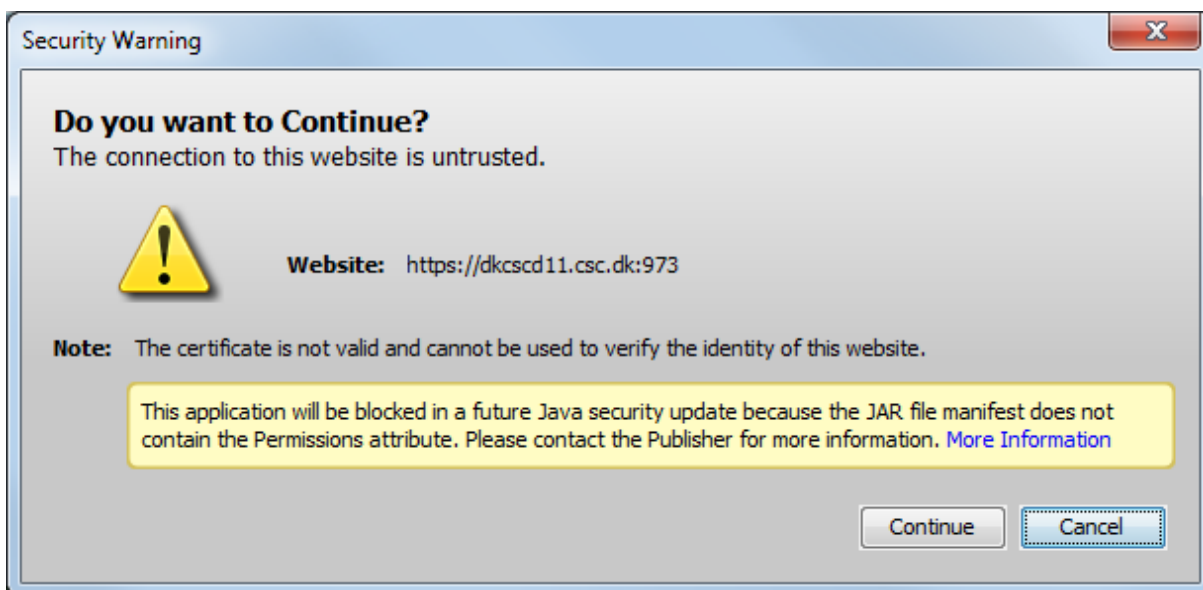 Security Warning
Do you want to Continue?
The connection to this website is untrusted.
Website: https://dkcscd11.csc.dk:973
Note: The certificate is not valid and cannot be used to verify the identity of this website.
This application will be blocked in a future Java security update because the JAR file manifest does not
contain the Permissions attribute. Please contact the Publisher for more information. More Information
Continue Cancel